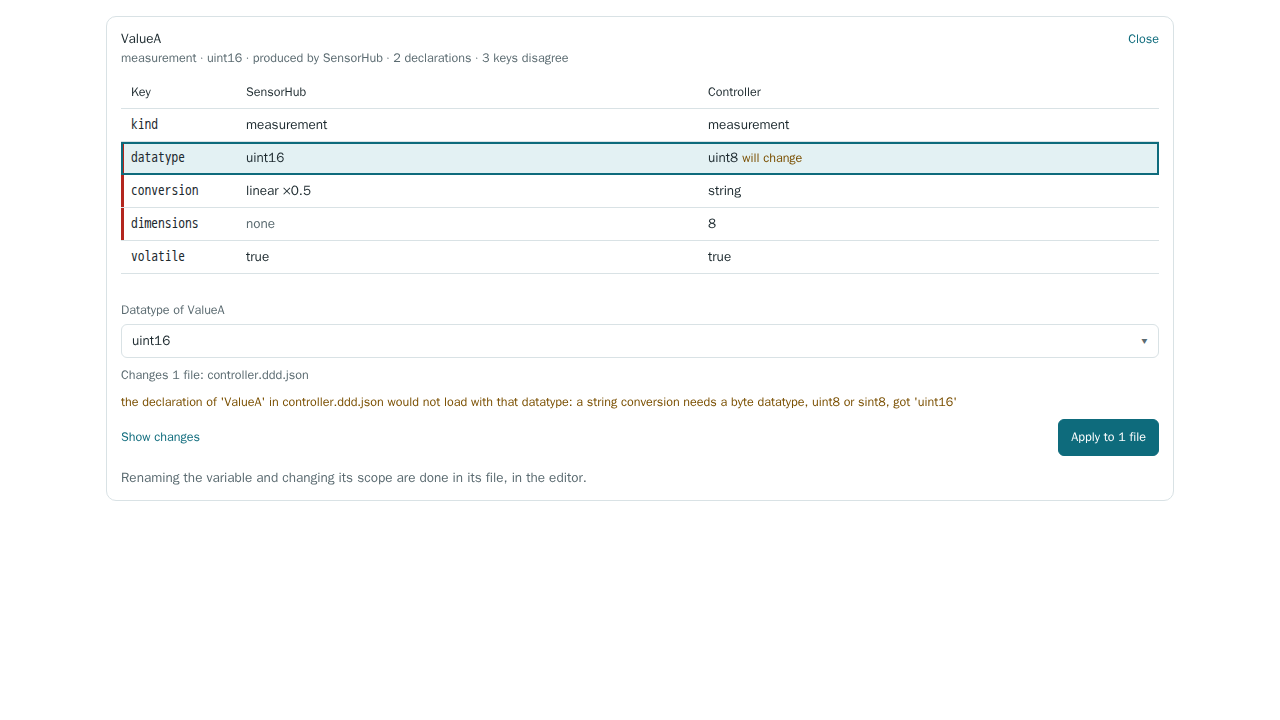 ValueA Close
measurement · uint16 · produced by SensorHub · 2 declarations · 3 keys disagree
Key SensorHub Controller
kind measurement measurement
datatype uint16 uint8 will change
conversion linear ×0.5 string
dimensions none 8
volatile true true
Datatype of ValueA
uint16
Changes 1 file: controller.ddd.json
the declaration of 'ValueA' in controller.ddd.json would not load with that datatype: a string conversion needs a byte datatype, uint8 or sint8, got 'uint16'
Show changes Apply to 1 file
Renaming the variable and changing its scope are done in its file, in the editor.